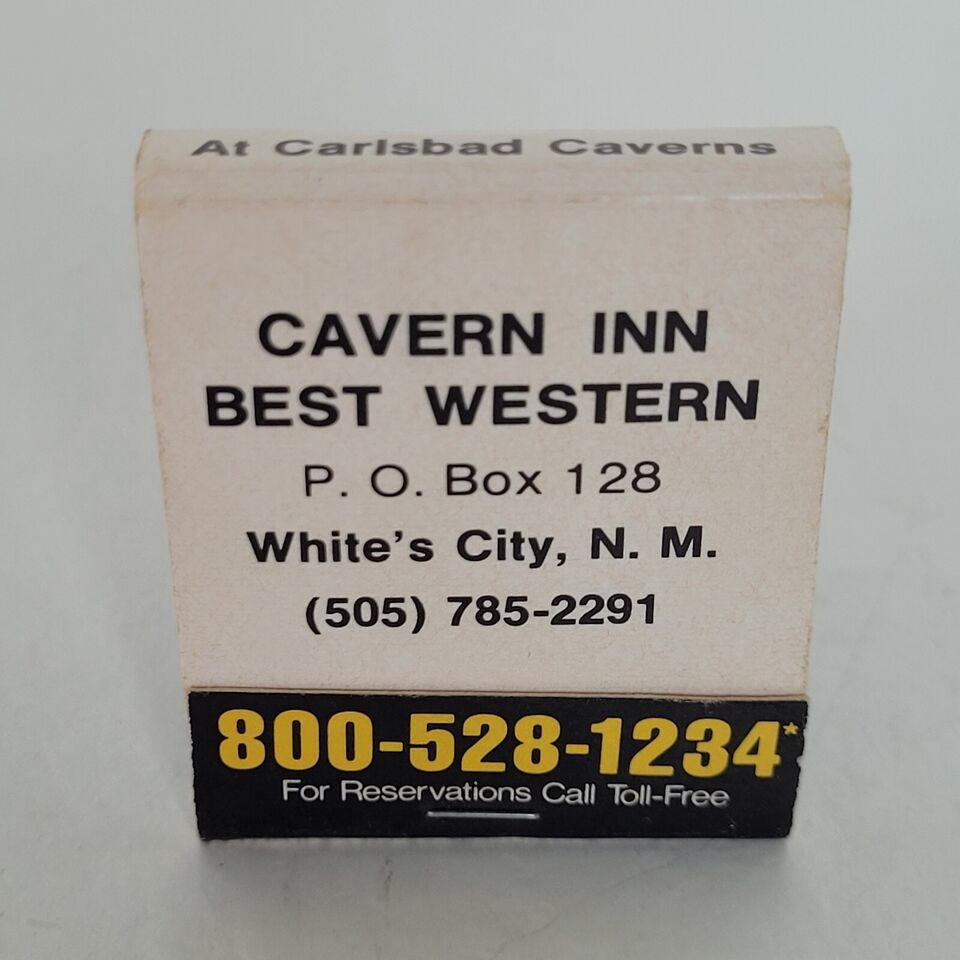 At Carlsbad Caverns
CAVERN INN
BEST WESTERN
P. O. Box 128
White's City, N. M.
(505) 785-2291
800-528-1234*
For Reservations Call Toll-Free